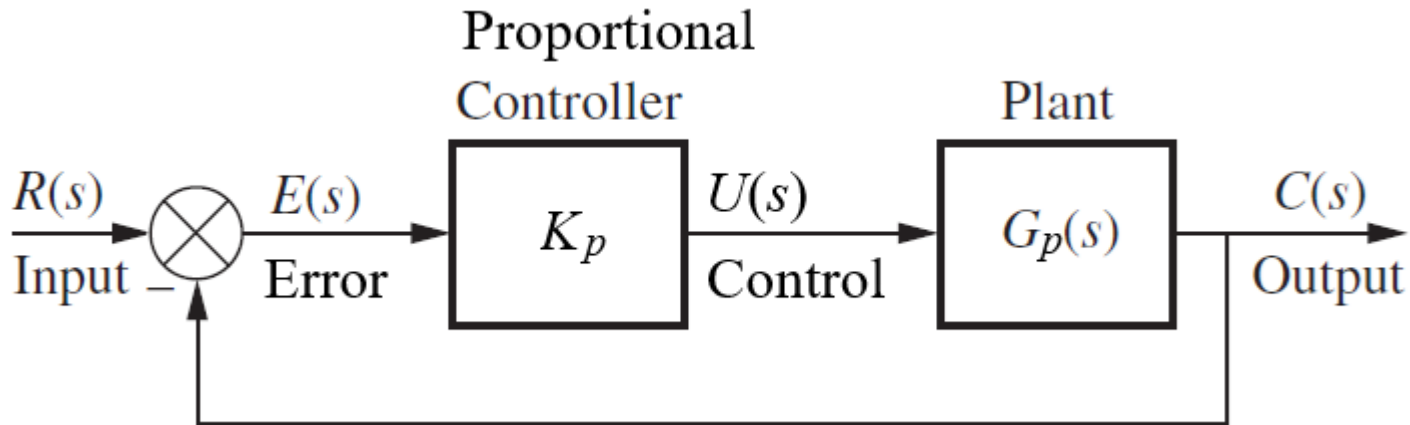 Proportional
Controller
Plant
R(s)
E(s)
U(s)
C(s)
K_p
G_p(s)
Input
–
Error
Control
Output